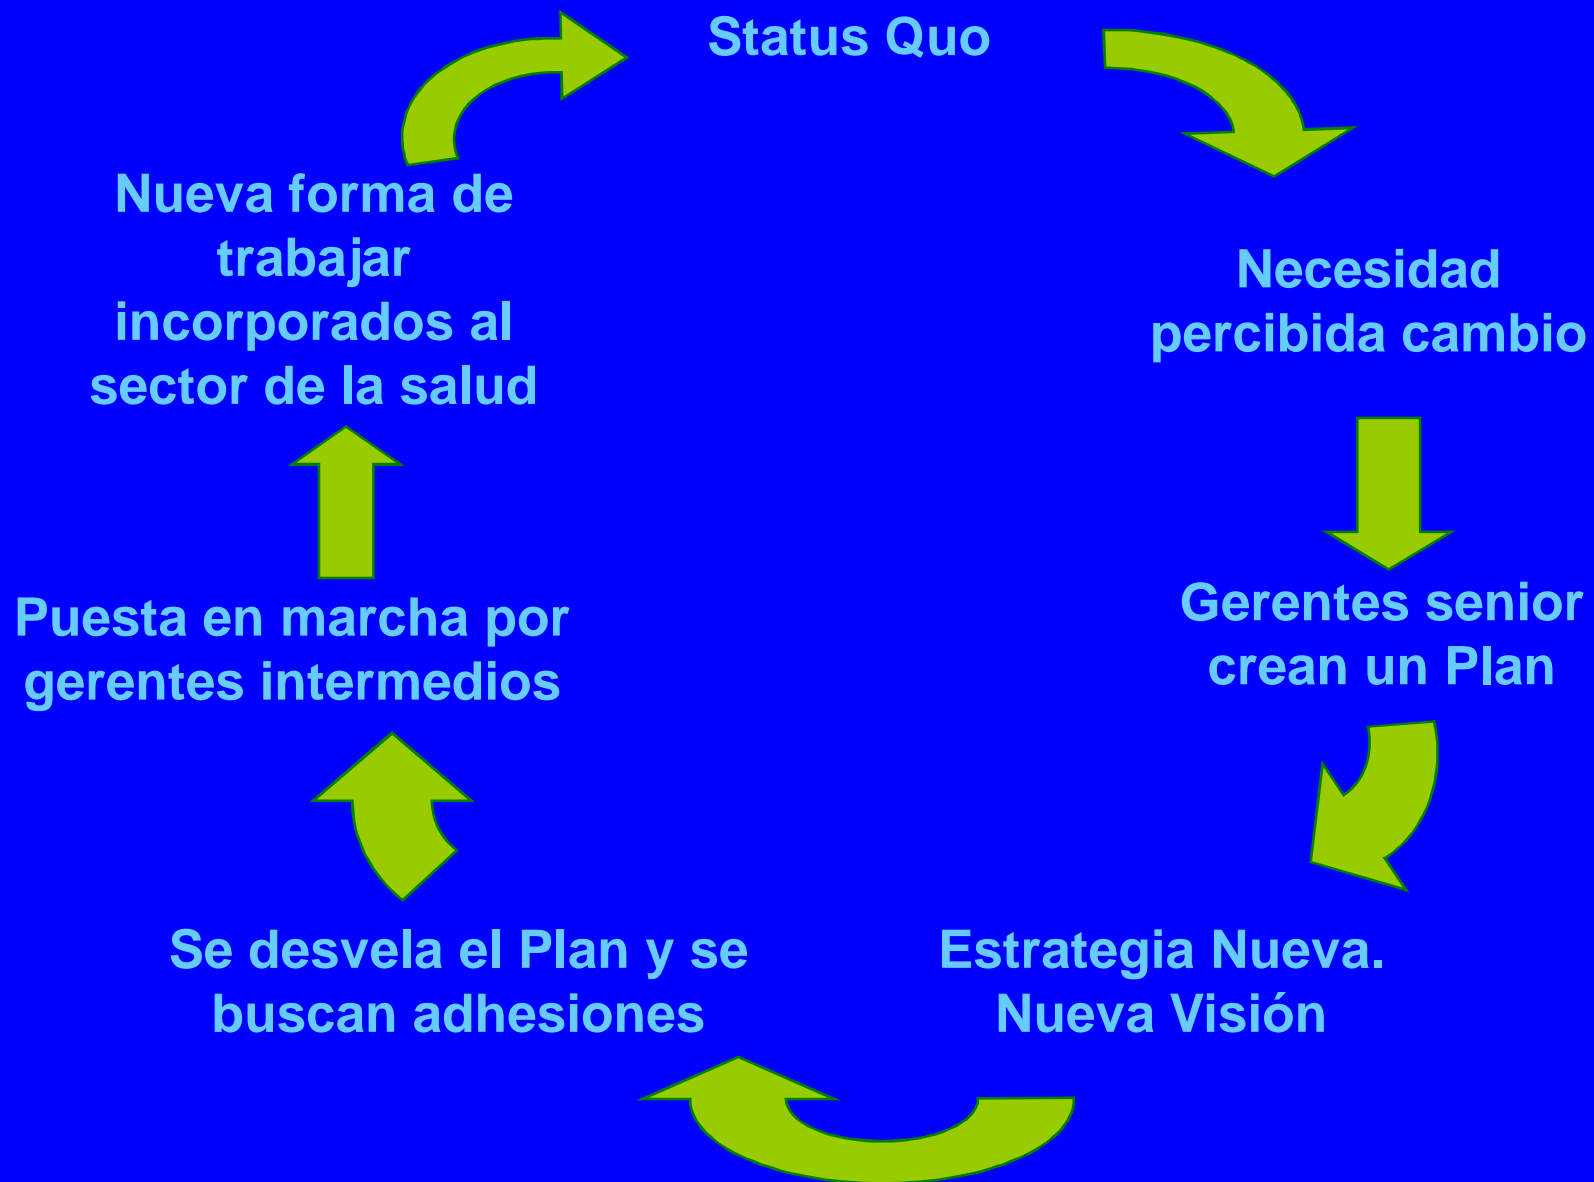 Status Quo
Necesidad
percibida cambio
Gerentes senior
crean un Plan
Estrategia Nueva.
Nueva Visión
Se desvela el Plan y se
buscan adhesiones
Puesta en marcha por
gerentes intermedios
Nueva forma de
trabajar
incorporados al
sector de la salud